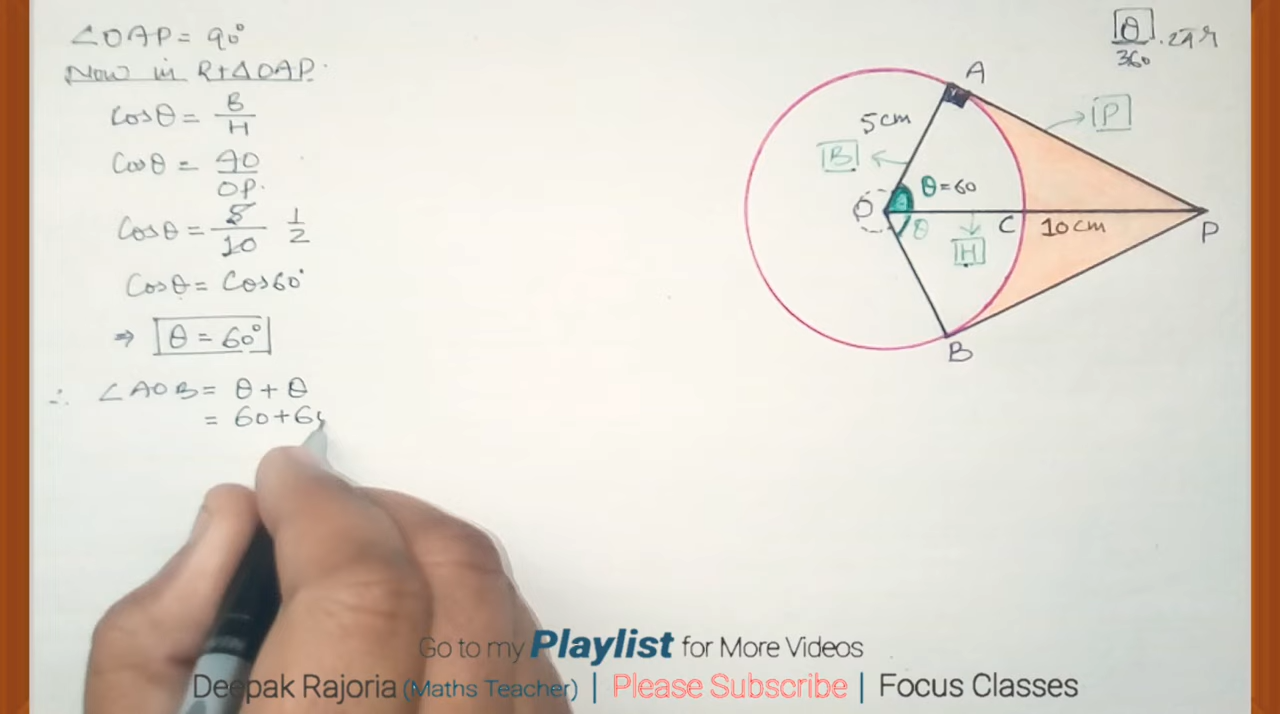 ∠OAP = 90°
Now in Rt△OAP.
Cosθ = B/H
Cosθ = AO/OP.
Cosθ = 5/10 1/2
Cosθ = Cos60°
⇒ θ = 60°
∴ ∠AOB = θ + θ
= 60+6
θ/360 .2πr
A
5cm
P
B
θ=60
O
θ
C
10cm
P
H
B
Go to my Playlist for More Videos
Deepak Rajoria (Maths Teacher) | Please Subscribe | Focus Classes